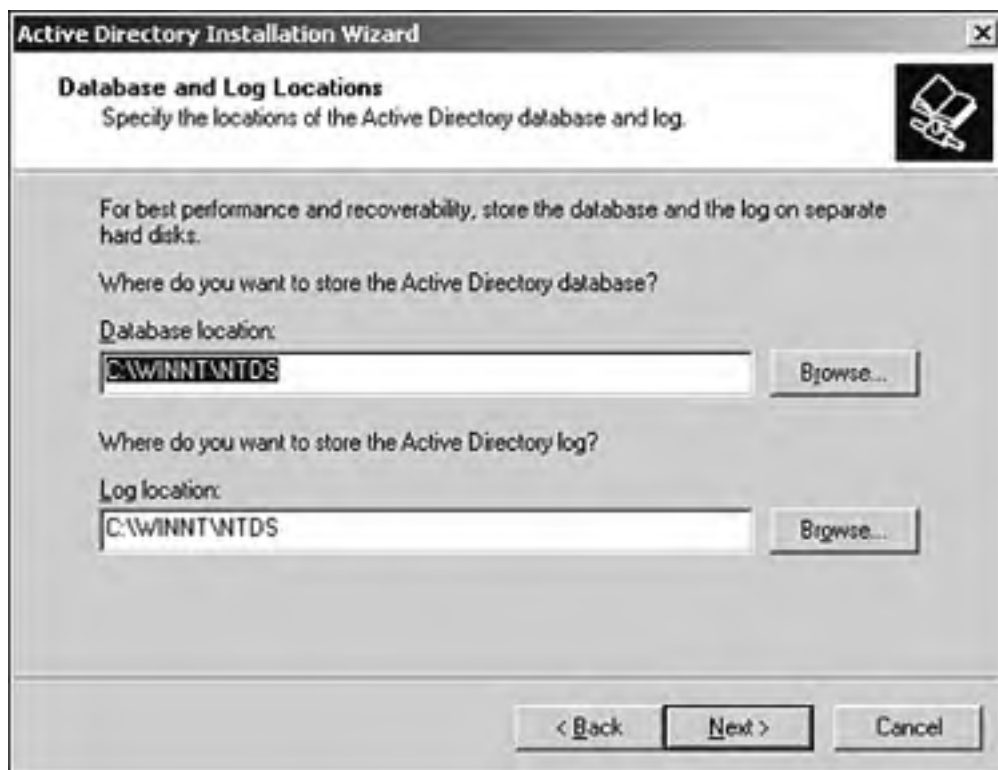 Active Directory Installation Wizard
Database and Log Locations
Specify the locations of the Active Directory database and log.
For best performance and recoverability, store the database and the log on separate
hard disks.
Where do you want to store the Active Directory database?
Database location:
C:\WINNT\NTDS
Browse...
Where do you want to store the Active Directory log?
Log location:
C:\WINNT\NTDS
Browse...
< Back
Next >
Cancel